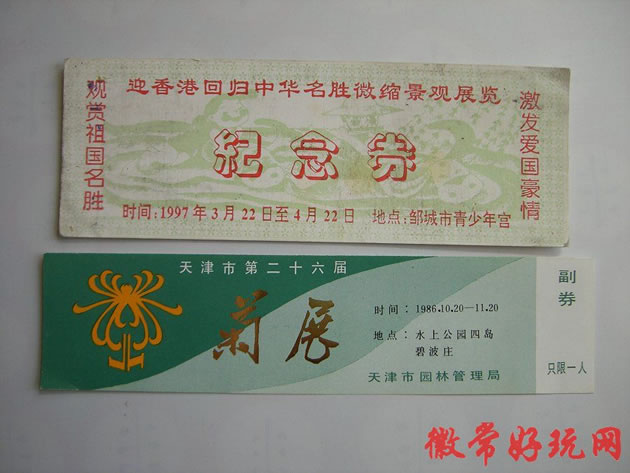 迎香港回归中华名胜微缩景观展览
观赏祖国名胜
紀念券
激发爱国豪情
时间:1997年3月22日至4月22日 地点:邹城市青少年宫
天津市第二十六届
菊展
时间:1986.10.20—11.20
地点:水上公园四岛
碧波庄
天津市园林管理局
副券
只限一人
徽常好玩网